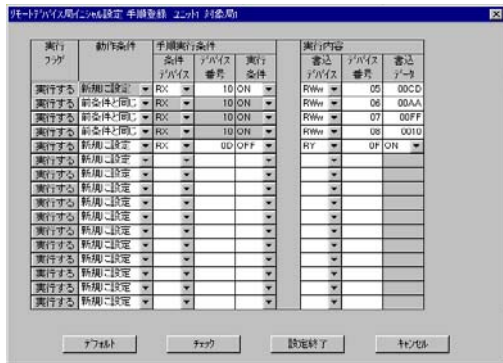 リモートデバイス局イニシャル設定 手順登録 ユニット1 対象局1
実行フラグ 動作条件 手順実行条件 実行内容
条件デバイス デバイス番号 実行条件 書込デバイス デバイス番号 書込データ
実行する 新規に設定 RX 10 ON RWw 05 00CD
実行する 前条件と同じ RX 10 ON RWw 06 00AA
実行する 前条件と同じ RX 10 ON RWw 07 00FF
実行する 前条件と同じ RX 10 ON RWw 08 0010
実行する 新規に設定 RX 0D OFF RY 0F ON
実行する 新規に設定
実行する 新規に設定
実行する 新規に設定
実行する 新規に設定
実行する 新規に設定
実行する 新規に設定
実行する 新規に設定
実行する 新規に設定
実行する 新規に設定
実行する 新規に設定
実行する 新規に設定
デフォルト チェック 設定終了 キャンセル